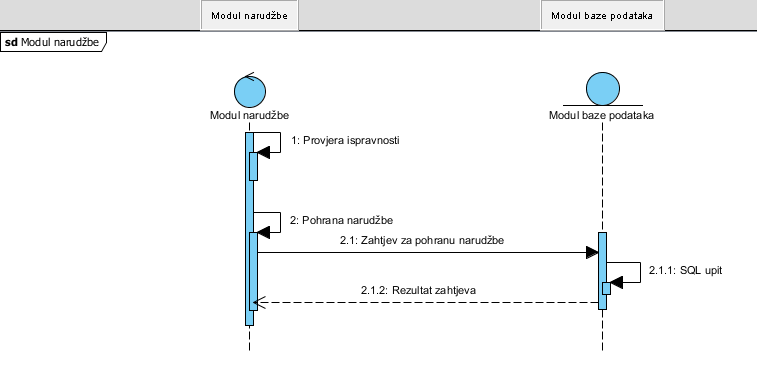 Modul narudžbe
Modul baze podataka
sd Modul narudžbe
Modul narudžbe
Modul baze podataka
1: Provjera ispravnosti
2: Pohrana narudžbe
2.1: Zahtjev za pohranu narudžbe
2.1.1: SQL upit
2.1.2: Rezultat zahtjeva